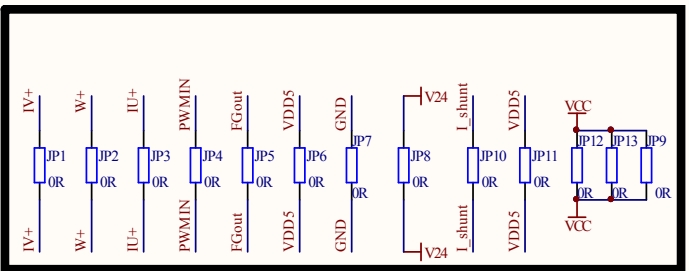 IV+ W+ IU+ PWMIN FGout VDD5 GND V24 I_shunt VDD5 VCC
JP1 JP2 JP3 JP4 JP5 JP6 JP7 JP8 JP10 JP11 JP12 JP13 JP9
0R 0R 0R 0R 0R 0R 0R 0R 0R 0R 0R 0R 0R
IV+ W+ IU+ PWMIN FGout VDD5 GND V24 I_shunt VDD5 VCC